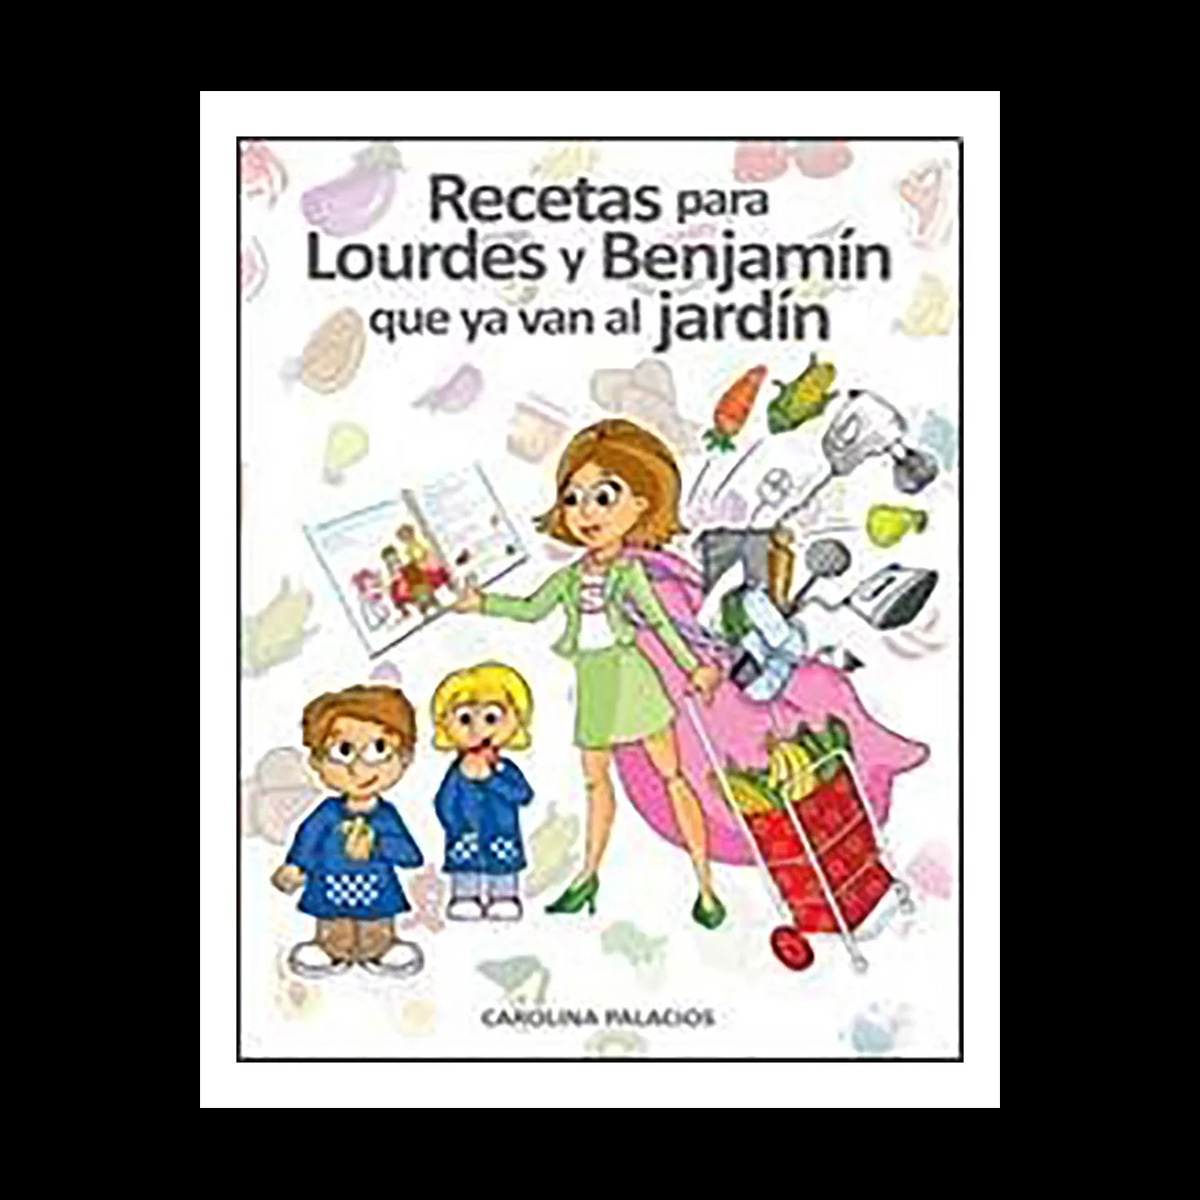 Recetas para
Lourdes y Benjamín
que ya van al jardín
CAROLINA PALACIOS